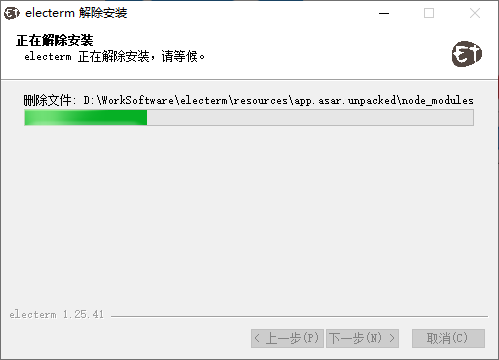 electerm 解除安装
正在解除安装
electerm 正在解除安装，请等候。
Et
删除文件: D:\WorkSoftware\electerm\resources\app.asar.unpacked\node_modules
electerm 1.25.41
< 上一步(P) 下一步(N) > 取消(C)